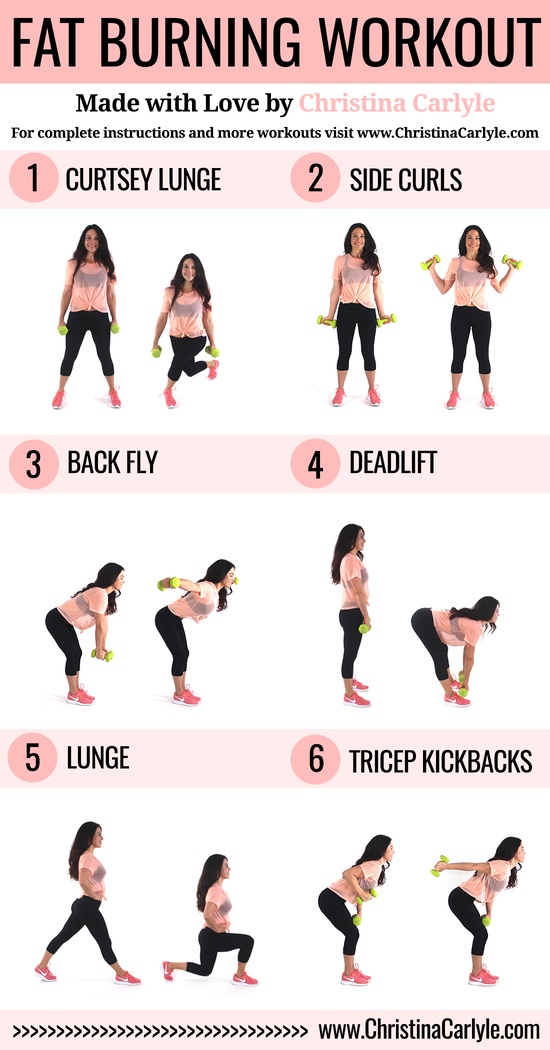 FAT BURNING WORKOUT
Made with Love by Christina Carlyle
For complete instructions and more workouts visit www.ChristinaCarlyle.com
1 CURTSEY LUNGE
2 SIDE CURLS
3 BACK FLY
4 DEADLIFT
5 LUNGE
6 TRICEP KICKBACKS
>>>>>>>>>>>>>>>>>>>>>>>>>>>>>>>>>>>>>>> www.ChristinaCarlyle.com